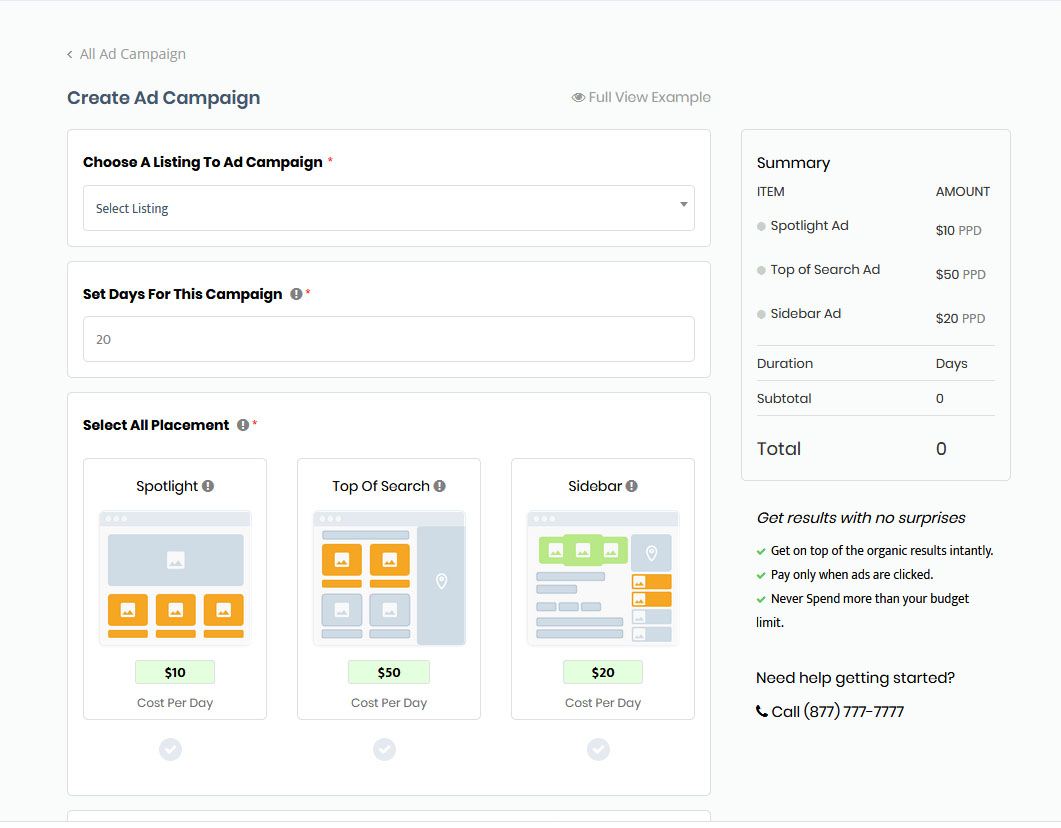 All Ad Campaign
Create Ad Campaign
Full View Example
Choose A Listing To Ad Campaign *
Select Listing
Set Days For This Campaign *
20
Select All Placement *
Spotlight
$10
Cost Per Day
Top Of Search
$50
Cost Per Day
Sidebar
$20
Cost Per Day
Summary
ITEM AMOUNT
Spotlight Ad $10 PPD
Top of Search Ad $50 PPD
Sidebar Ad $20 PPD
Duration Days
Subtotal 0
Total 0
Get results with no surprises
Get on top of the organic results intantly.
Pay only when ads are clicked.
Never Spend more than your budget
limit.
Need help getting started?
Call (877) 777-7777